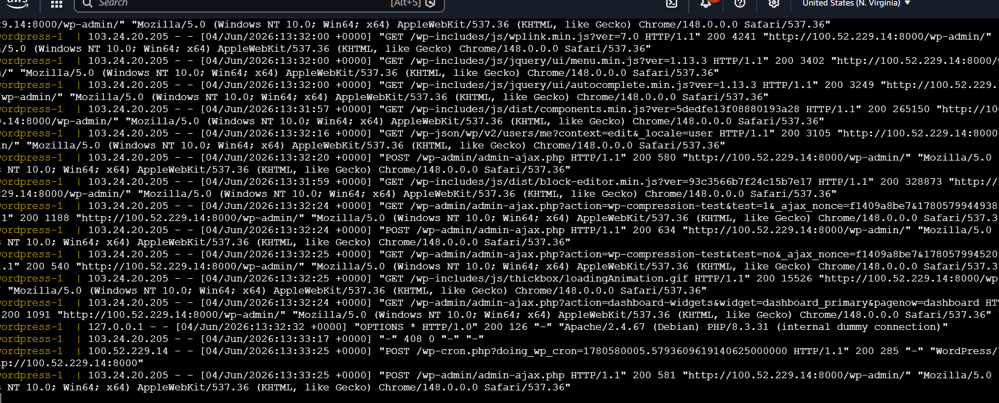 aws Search [Alt+S] United States (N. Virginia) ▼
:9.14:8000/wp-admin/" "Mozilla/5.0 (Windows NT 10.0; Win64; x64) AppleWebKit/537.36 (KHTML, like Gecko) Chrome/148.0.0.0 Safari/537.36"
ordpress-1 | 103.24.20.205 - - [04/Jun/2026:13:32:00 +0000] "GET /wp-includes/js/wplink.min.js?ver=7.0 HTTP/1.1" 200 4241 "http://100.52.229.14:8000/wp-admin/"
/5.0 (Windows NT 10.0; Win64; x64) AppleWebKit/537.36 (KHTML, like Gecko) Chrome/148.0.0.0 Safari/537.36"
ordpress-1 | 103.24.20.205 - - [04/Jun/2026:13:32:00 +0000] "GET /wp-includes/js/jquery/ui/menu.min.js?ver=1.13.3 HTTP/1.1" 200 3402 "http://100.52.229.14:8000/
/" "Mozilla/5.0 (Windows NT 10.0; Win64; x64) AppleWebKit/537.36 (KHTML, like Gecko) Chrome/148.0.0.0 Safari/537.36"
ordpress-1 | 103.24.20.205 - - [04/Jun/2026:13:32:00 +0000] "GET /wp-includes/js/jquery/ui/autocomplete.min.js?ver=1.13.3 HTTP/1.1" 200 3249 "http://100.52.229.
/wp-admin/" "Mozilla/5.0 (Windows NT 10.0; Win64; x64) AppleWebKit/537.36 (KHTML, like Gecko) Chrome/148.0.0.0 Safari/537.36"
ordpress-1 | 103.24.20.205 - - [04/Jun/2026:13:31:57 +0000] "GET /wp-includes/js/dist/components.min.js?ver=5dedfe13f08880193a28 HTTP/1.1" 200 265150 "http://10
9.14:8000/wp-admin/" "Mozilla/5.0 (Windows NT 10.0; Win64; x64) AppleWebKit/537.36 (KHTML, like Gecko) Chrome/148.0.0.0 Safari/537.36"
ordpress-1 | 103.24.20.205 - - [04/Jun/2026:13:32:16 +0000] "GET /wp-json/wp/v2/users/me?context=edit&_locale=user HTTP/1.1" 200 3105 "http://100.52.229.14:8000
n/" "Mozilla/5.0 (Windows NT 10.0; Win64; x64) AppleWebKit/537.36 (KHTML, like Gecko) Chrome/148.0.0.0 Safari/537.36"
ordpress-1 | 103.24.20.205 - - [04/Jun/2026:13:32:20 +0000] "POST /wp-admin/admin-ajax.php HTTP/1.1" 200 580 "http://100.52.229.14:8000/wp-admin/" "Mozilla/5.0
s NT 10.0; Win64; x64) AppleWebKit/537.36 (KHTML, like Gecko) Chrome/148.0.0.0 Safari/537.36"
ordpress-1 | 103.24.20.205 - - [04/Jun/2026:13:31:59 +0000] "GET /wp-includes/js/dist/block-editor.min.js?ver=93c3566b7f24c15b7e17 HTTP/1.1" 200 328873 "http://
29.14:8000/wp-admin/" "Mozilla/5.0 (Windows NT 10.0; Win64; x64) AppleWebKit/537.36 (KHTML, like Gecko) Chrome/148.0.0.0 Safari/537.36"
ordpress-1 | 103.24.20.205 - - [04/Jun/2026:13:32:24 +0000] "GET /wp-admin/admin-ajax.php?action=wp-compression-test&test=1&_ajax_nonce=f1409a8be7&1780579944938
.1" 200 1188 "http://100.52.229.14:8000/wp-admin/" "Mozilla/5.0 (Windows NT 10.0; Win64; x64) AppleWebKit/537.36 (KHTML, like Gecko) Chrome/148.0.0.0 Safari/537.3
ordpress-1 | 103.24.20.205 - - [04/Jun/2026:13:32:24 +0000] "POST /wp-admin/admin-ajax.php HTTP/1.1" 200 634 "http://100.52.229.14:8000/wp-admin/" "Mozilla/5.0
s NT 10.0; Win64; x64) AppleWebKit/537.36 (KHTML, like Gecko) Chrome/148.0.0.0 Safari/537.36"
ordpress-1 | 103.24.20.205 - - [04/Jun/2026:13:32:25 +0000] "GET /wp-admin/admin-ajax.php?action=wp-compression-test&test=no&_ajax_nonce=f1409a8be7&178057994520
.1" 200 540 "http://100.52.229.14:8000/wp-admin/" "Mozilla/5.0 (Windows NT 10.0; Win64; x64) AppleWebKit/537.36 (KHTML, like Gecko) Chrome/148.0.0.0 Safari/537.3
ordpress-1 | 103.24.20.205 - - [04/Jun/2026:13:32:25 +0000] "GET /wp-includes/js/thickbox/loadingAnimation.gif HTTP/1.1" 200 15526 "http://100.52.229.14:8000/wp-
" "Mozilla/5.0 (Windows NT 10.0; Win64; x64) AppleWebKit/537.36 (KHTML, like Gecko) Chrome/148.0.0.0 Safari/537.36"
ordpress-1 | 103.24.20.205 - - [04/Jun/2026:13:32:24 +0000] "GET /wp-admin/admin-ajax.php?action=dashboard-widgets&widget=dashboard_primary&pagenow=dashboard HT
200 1091 "http://100.52.229.14:8000/wp-admin/" "Mozilla/5.0 (Windows NT 10.0; Win64; x64) AppleWebKit/537.36 (KHTML, like Gecko) Chrome/148.0.0.0 Safari/537.36"
ordpress-1 | 127.0.0.1 - - [04/Jun/2026:13:32:32 +0000] "OPTIONS * HTTP/1.0" 200 126 "-" "Apache/2.4.67 (Debian) PHP/8.3.31 (internal dummy connection)"
ordpress-1 | 103.24.20.205 - - [04/Jun/2026:13:33:17 +0000] "-" 408 0 "-" "-"
ordpress-1 | 100.52.229.14 - - [04/Jun/2026:13:33:25 +0000] "POST /wp-cron.php?doing_wp_cron=1780580005.5793609619140625000000 HTTP/1.1" 200 285 "-" "WordPress/
p://100.52.229.14:8000"
ordpress-1 | 103.24.20.205 - - [04/Jun/2026:13:33:25 +0000] "POST /wp-admin/admin-ajax.php HTTP/1.1" 200 581 "http://100.52.229.14:8000/wp-admin/" "Mozilla/5.0
s NT 10.0; Win64; x64) AppleWebKit/537.36 (KHTML, like Gecko) Chrome/148.0.0.0 Safari/537.36"